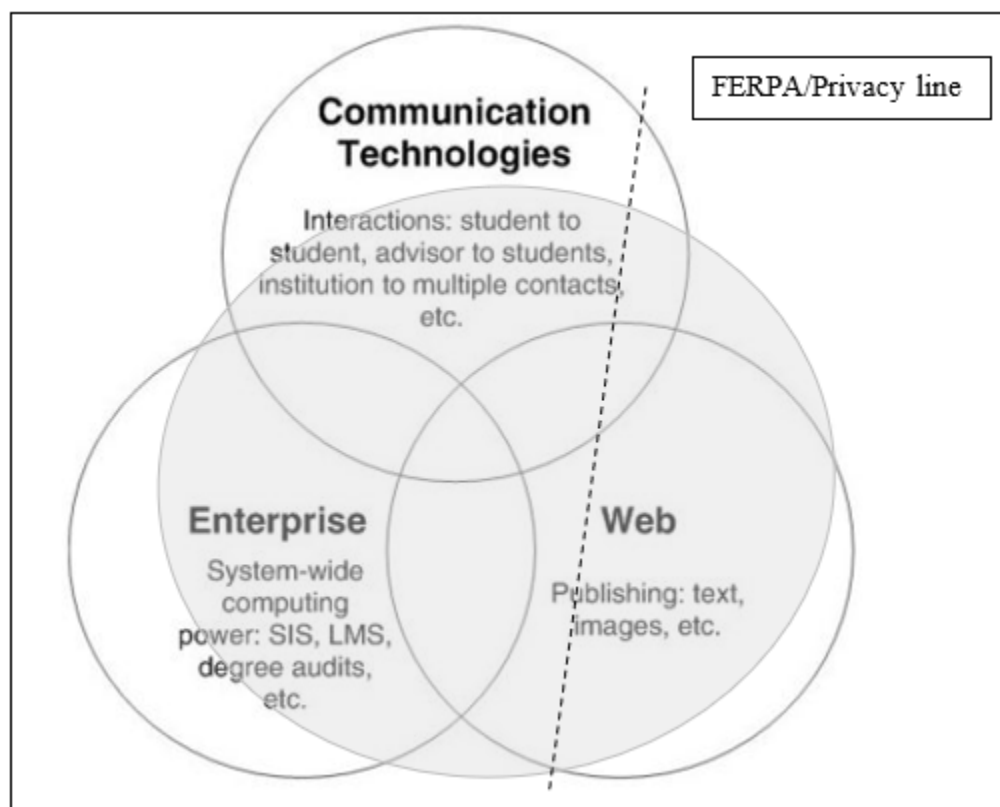 FERPA/Privacy line
Communication
Technologies
Interactions: student to
student, advisor to students,
institution to multiple contacts,
etc.
Enterprise
System-wide
computing
power: SIS, LMS,
degree audits,
etc.
Web
Publishing: text,
images, etc.